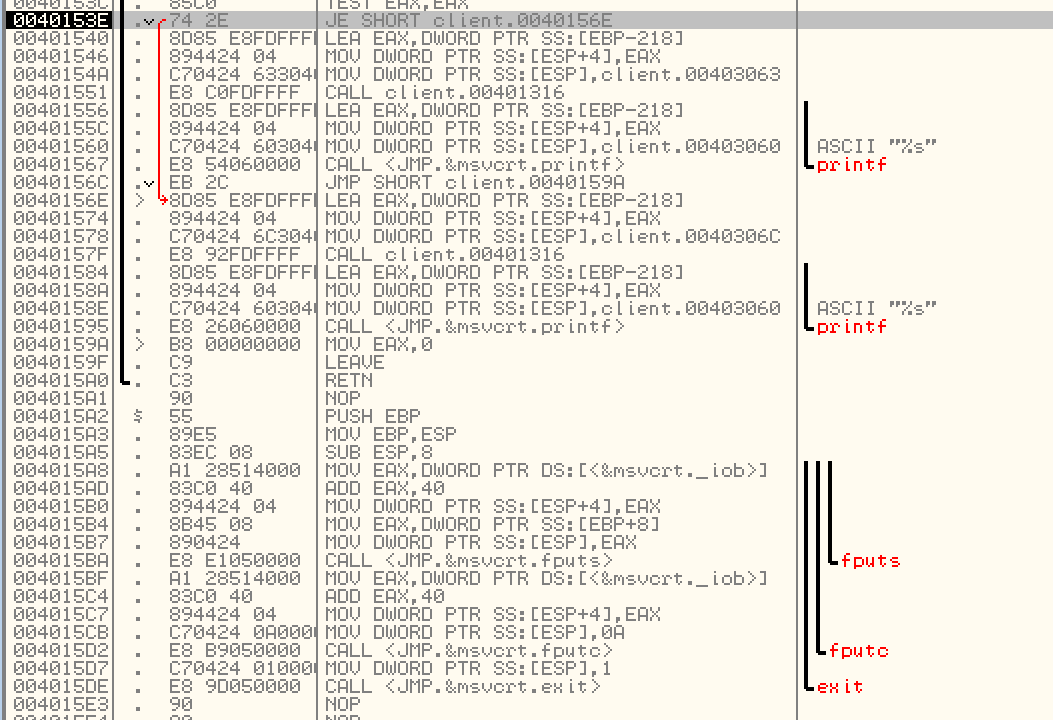 0040153C . 85C0 TEST EAX,EAX
0040153E . 74 2E JE SHORT client.0040156E
00401540 . 8D85 E8FDFFF LEA EAX,DWORD PTR SS:[EBP-218]
00401546 . 894424 04 MOV DWORD PTR SS:[ESP+4],EAX
0040154A . C70424 63304 MOV DWORD PTR SS:[ESP],client.00403063
00401551 . E8 C0FDFFFF CALL client.00401316
00401556 . 8D85 E8FDFFF LEA EAX,DWORD PTR SS:[EBP-218]
0040155C . 894424 04 MOV DWORD PTR SS:[ESP+4],EAX
00401560 . C70424 60304 MOV DWORD PTR SS:[ESP],client.00403060 ASCII "%s"
00401567 . E8 54060000 CALL <JMP.&msvcrt.printf> printf
0040156C . EB 2C JMP SHORT client.0040159A
0040156E > 8D85 E8FDFFF LEA EAX,DWORD PTR SS:[EBP-218]
00401574 . 894424 04 MOV DWORD PTR SS:[ESP+4],EAX
00401578 . C70424 6C304 MOV DWORD PTR SS:[ESP],client.0040306C
0040157F . E8 92FDFFFF CALL client.00401316
00401584 . 8D85 E8FDFFF LEA EAX,DWORD PTR SS:[EBP-218]
0040158A . 894424 04 MOV DWORD PTR SS:[ESP+4],EAX
0040158E . C70424 60304 MOV DWORD PTR SS:[ESP],client.00403060 ASCII "%s"
00401595 . E8 26060000 CALL <JMP.&msvcrt.printf> printf
0040159A > B8 00000000 MOV EAX,0
0040159F . C9 LEAVE
004015A0 . C3 RETN
004015A1 90 NOP
004015A2 $ 55 PUSH EBP
004015A3 . 89E5 MOV EBP,ESP
004015A5 . 83EC 08 SUB ESP,8
004015A8 . A1 28514000 MOV EAX,DWORD PTR DS:[<&msvcrt._iob>]
004015AD . 83C0 40 ADD EAX,40
004015B0 . 894424 04 MOV DWORD PTR SS:[ESP+4],EAX
004015B4 . 8B45 08 MOV EAX,DWORD PTR SS:[EBP+8]
004015B7 . 890424 MOV DWORD PTR SS:[ESP],EAX
004015BA . E8 E1050000 CALL <JMP.&msvcrt.fputs> fputs
004015BF . A1 28514000 MOV EAX,DWORD PTR DS:[<&msvcrt._iob>]
004015C4 . 83C0 40 ADD EAX,40
004015C7 . 894424 04 MOV DWORD PTR SS:[ESP+4],EAX
004015CB . C70424 0A000 MOV DWORD PTR SS:[ESP],0A
004015D2 . E8 B9050000 CALL <JMP.&msvcrt.fputc> fputc
004015D7 . C70424 01000 MOV DWORD PTR SS:[ESP],1
004015DE . E8 9D050000 CALL <JMP.&msvcrt.exit> exit
004015E3 90 NOP